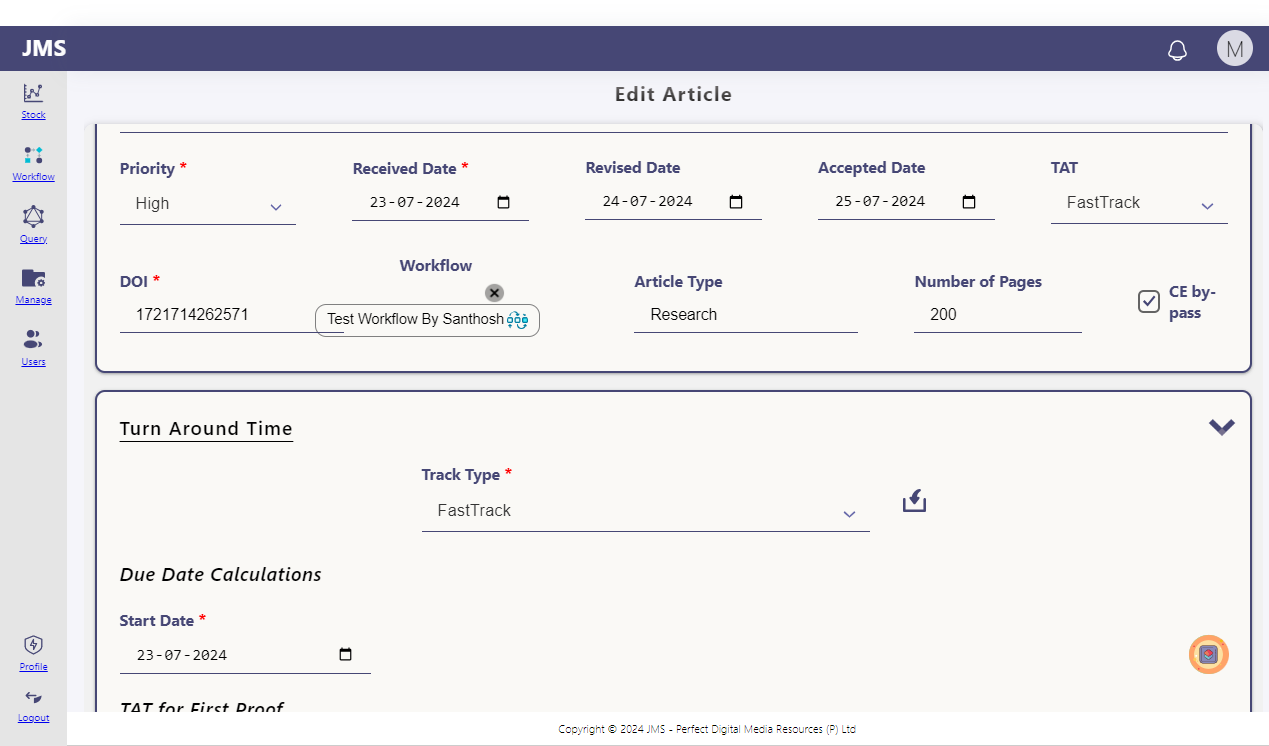 JMS
M
Edit Article
Stock
Workflow
Query
Manage
Users
Profile
Logout
Priority *
Received Date *
Revised Date
Accepted Date
TAT
High
23-07-2024
24-07-2024
25-07-2024
FastTrack
DOI *
Workflow
Article Type
Number of Pages
CE by-
pass
1721714262571
Test Workflow By Santhosh
Research
200
Turn Around Time
Track Type *
FastTrack
Due Date Calculations
Start Date *
23-07-2024
TAT for First Proof
Copyright © 2024 JMS - Perfect Digital Media Resources (P) Ltd